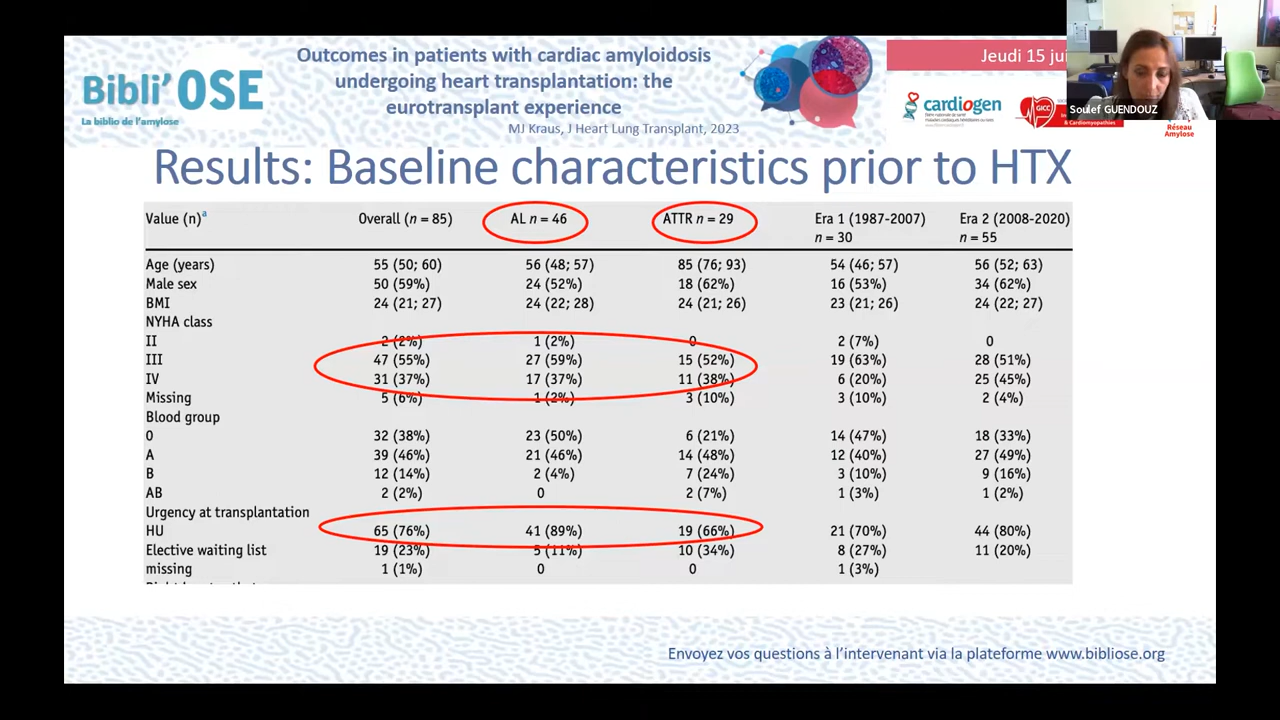 Outcomes in patients with cardiac amyloidosis
undergoing heart transplantation: the
eurotransplant experience
MJ Kraus, J Heart Lung Transplant, 2023
Bibli'OSE
La biblio de l'amylose
Jeudi 15 jui
cardiogen
GICC
& Cardiomyopathies
Réseau
Amylose
Soulef GUENDOUZ
Results: Baseline characteristics prior to HTX
Value (n)a Overall (n = 85) AL n = 46 ATTR n = 29 Era 1 (1987-2007) Era 2 (2008-2020)
n = 30 n = 55
Age (years) 55 (50; 60) 56 (48; 57) 85 (76; 93) 54 (46; 57) 56 (52; 63)
Male sex 50 (59%) 24 (52%) 18 (62%) 16 (53%) 34 (62%)
BMI 24 (21; 27) 24 (22; 28) 24 (21; 26) 23 (21; 26) 24 (22; 27)
NYHA class
II 2 (2%) 1 (2%) 0 2 (7%) 0
III 47 (55%) 27 (59%) 15 (52%) 19 (63%) 28 (51%)
IV 31 (37%) 17 (37%) 11 (38%) 6 (20%) 25 (45%)
Missing 5 (6%) 1 (2%) 3 (10%) 3 (10%) 2 (4%)
Blood group
0 32 (38%) 23 (50%) 6 (21%) 14 (47%) 18 (33%)
A 39 (46%) 21 (46%) 14 (48%) 12 (40%) 27 (49%)
B 12 (14%) 2 (4%) 7 (24%) 3 (10%) 9 (16%)
AB 2 (2%) 0 2 (7%) 1 (3%) 1 (2%)
Urgency at transplantation
HU 65 (76%) 41 (89%) 19 (66%) 21 (70%) 44 (80%)
Elective waiting list 19 (23%) 5 (11%) 10 (34%) 8 (27%) 11 (20%)
missing 1 (1%) 0 0 1 (3%)
Envoyez vos questions à l'intervenant via la plateforme www.bibliose.org